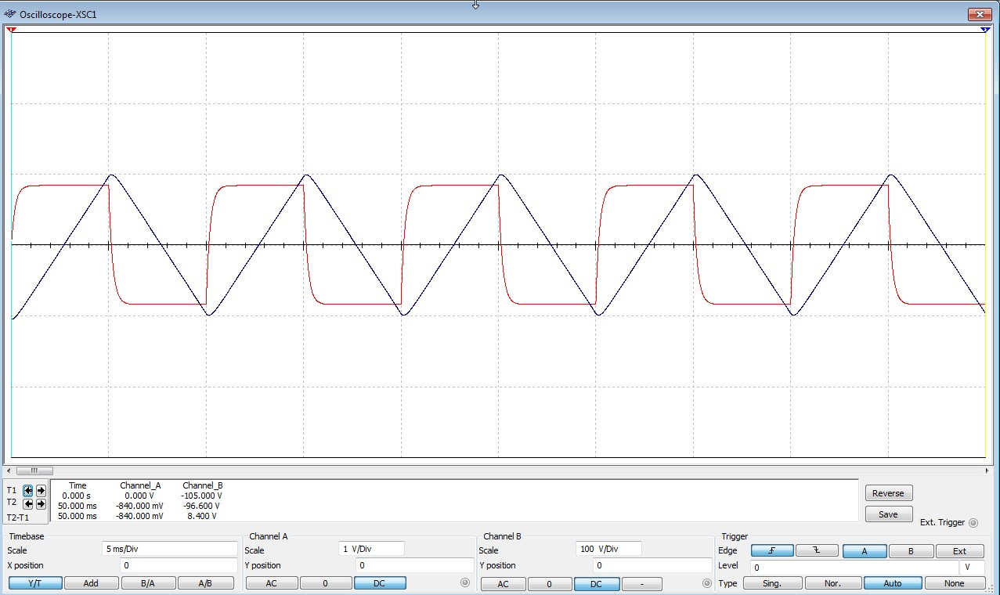 Oscilloscope-XSC1
T1
T2
T2-T1
Time Channel_A Channel_B
0.000 s 0.000 V -105.000 V
50.000 ms -840.000 mV -96.600 V
50.000 ms -840.000 mV 8.400 V
Reverse
Save
Ext. Trigger
Timebase Channel A Channel B Trigger
Scale 5 ms/Div Scale 1 V/Div Scale 100 V/Div Edge A B Ext
X position 0 Y position 0 Y position 0 Level 0 V
Y/T Add B/A A/B AC 0 DC AC 0 DC - Type Sing. Nor. Auto None